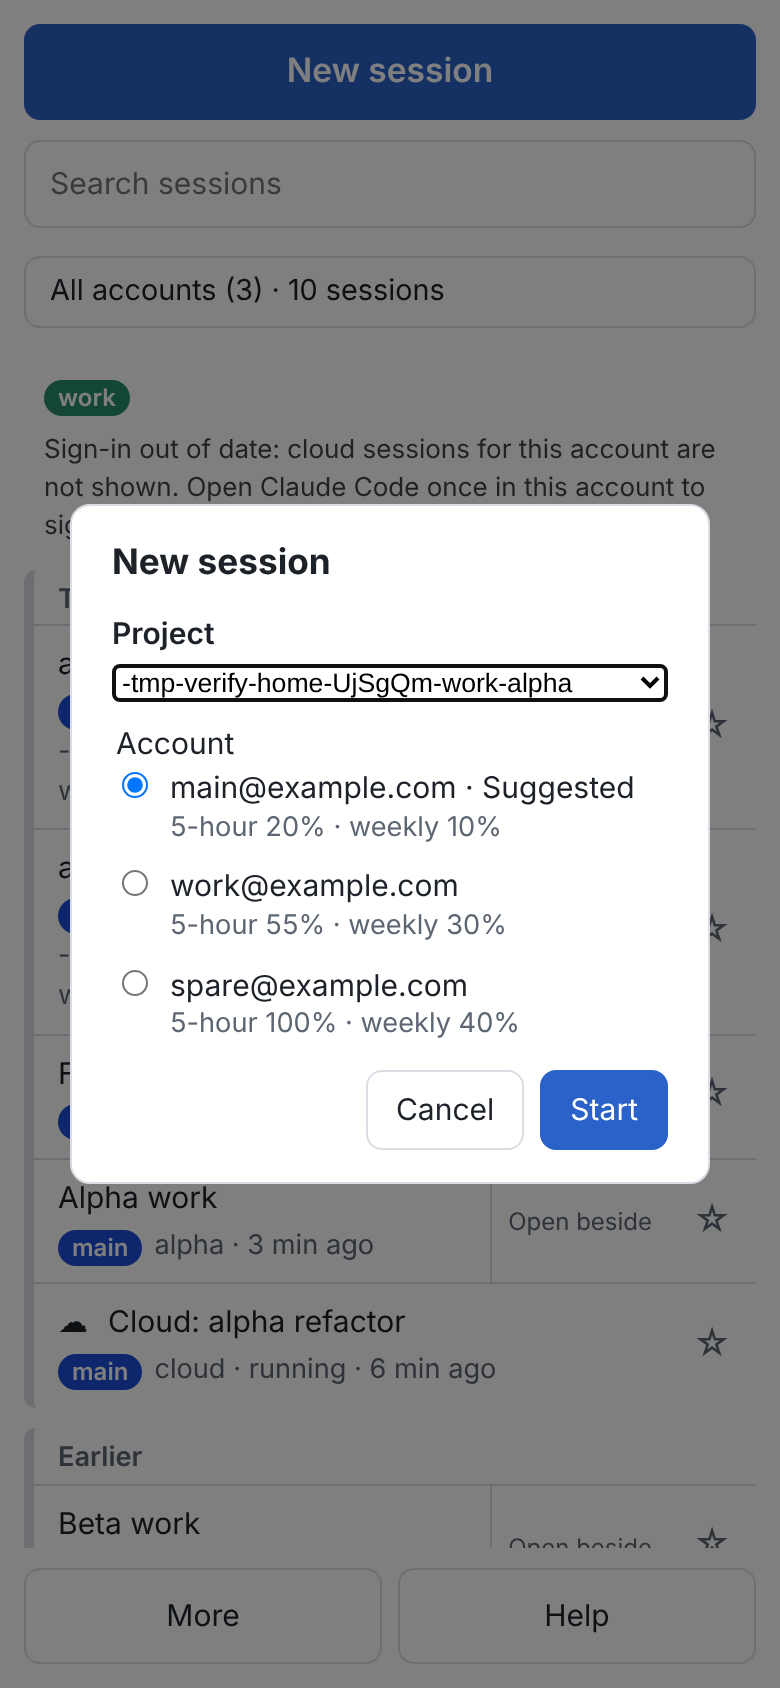 New session
Search sessions
All accounts (3) · 10 sessions
work
Sign-in out of date: cloud sessions for this account are
not shown. Open Claude Code once in this account to
New session
Project
-tmp-verify-home-UjSgQm-work-alpha
Account
main@example.com · Suggested
5-hour 20% · weekly 10%
work@example.com
5-hour 55% · weekly 30%
spare@example.com
5-hour 100% · weekly 40%
Cancel
Start
Alpha work
Open beside
main alpha · 3 min ago
Cloud: alpha refactor
main cloud · running · 6 min ago
Earlier
Beta work
Open beside
More
Help